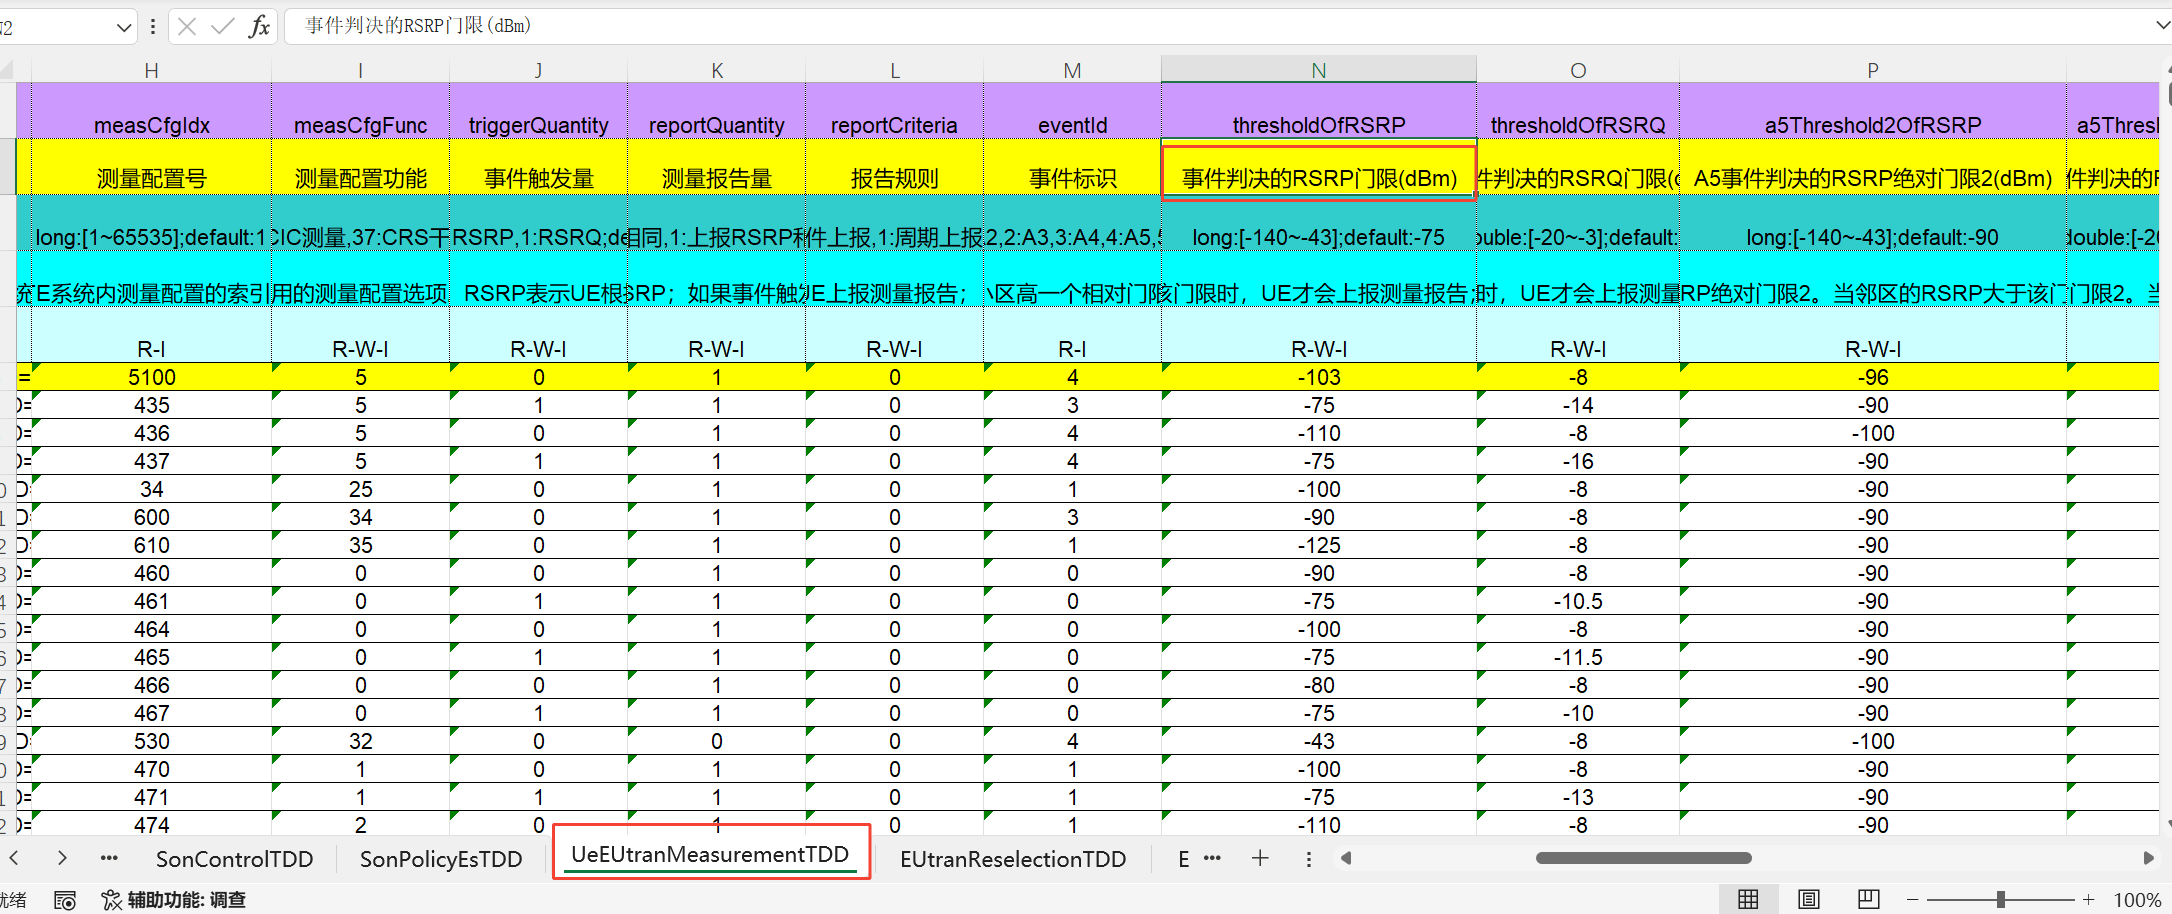 事件判决的RSRP门限(dBm)
H I J K L M N O P
measCfgIdx measCfgFunc triggerQuantity reportQuantity reportCriteria eventId thresholdOfRSRP thresholdOfRSRQ a5Threshold2OfRSRP a5Thresl
测量配置号 测量配置功能 事件触发量 测量报告量 报告规则 事件标识 事件判决的RSRP门限(dBm) 件判决的RSRQ门限(d A5事件判决的RSRP绝对门限2(dBm) 件判决的R
long:[1~65535];default:1 CIC测量,37:CRS干 RSRP,1:RSRQ;de 相同,1:上报RSRP和 件上报,1:周期上报 2,2:A3,3:A4,4:A5, long:[-140~-43];default:-75 ouble:[-20~-3];default: long:[-140~-43];default:-90 double:[-20
统 E系统内测量配置的索引 用的测量配置选项 RSRP表示UE根 SRP；如果事件触发 E上报测量报告； 区高一个相对门限 该门限时，UE才会上报测量报告； 时，UE才会上报测量 RP绝对门限2。当邻区的RSRP大于该门 门限2。当
R-I R-W-I R-W-I R-W-I R-W-I R-I R-W-I R-W-I R-W-I
= 5100 5 0 1 0 4 -103 -8 -96
D= 435 5 1 1 0 3 -75 -14 -90
D= 436 5 0 1 0 4 -110 -8 -100
D= 437 5 1 1 0 4 -75 -16 -90
0 D 34 25 0 1 0 1 -100 -8 -90
1 D 600 34 0 1 0 3 -90 -8 -90
2 D 610 35 0 1 0 1 -125 -8 -90
3 D= 460 0 0 1 0 0 -90 -8 -90
4 D= 461 0 1 1 0 0 -75 -10.5 -90
5 D= 464 0 0 1 0 0 -100 -8 -90
6 D= 465 0 1 1 0 0 -75 -11.5 -90
7 D= 466 0 0 1 0 0 -80 -8 -90
8 D= 467 0 1 1 0 0 -75 -10 -90
9 D 530 32 0 0 0 4 -43 -8 -100
0 D= 470 1 0 1 0 1 -100 -8 -90
1 D= 471 1 1 1 0 1 -75 -13 -90
2 D= 474 2 0 1 0 1 -110 -8 -90
SonControlTDD SonPolicyEsTDD UeEUtranMeasurementTDD EUtranReselectionTDD E
就绪 辅助功能: 调查 100%